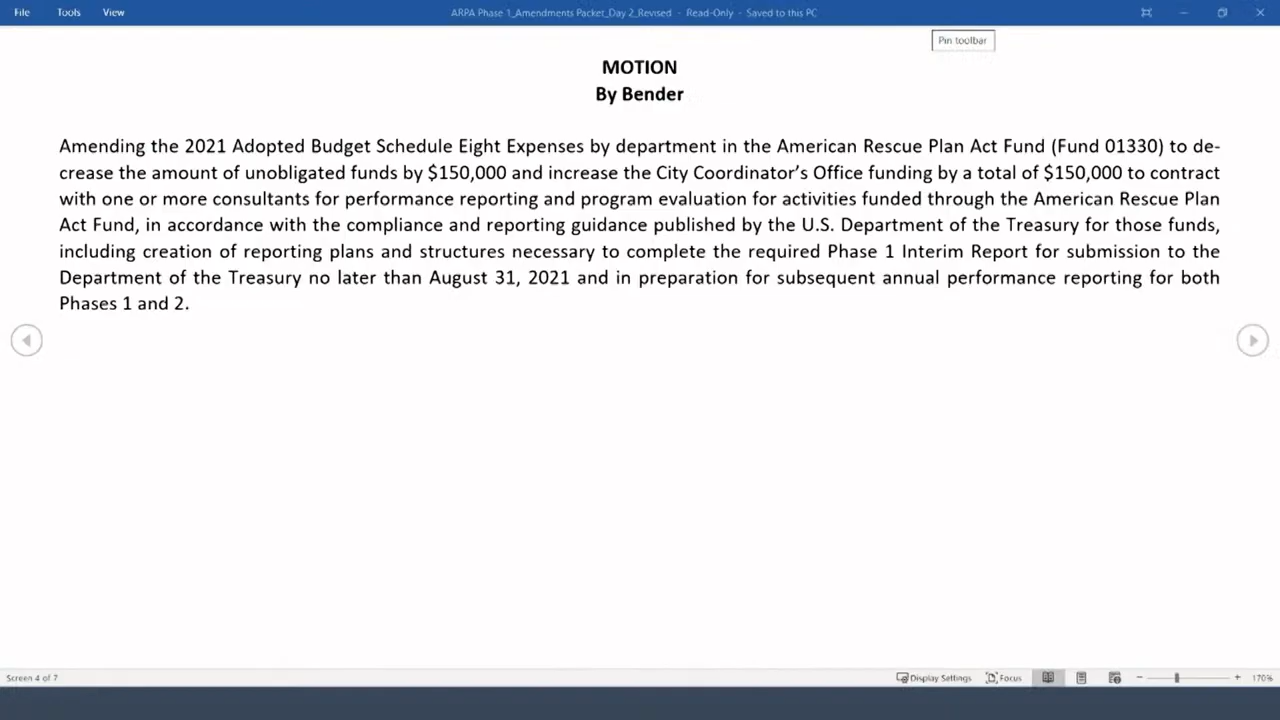 File Tools View ARPA Phase 1_Amendments Packet_Day 2_Revised - Read-Only - Saved to this PC
Pin toolbar
MOTION
By Bender
Amending the 2021 Adopted Budget Schedule Eight Expenses by department in the American Rescue Plan Act Fund (Fund 01330) to de-
crease the amount of unobligated funds by $150,000 and increase the City Coordinator’s Office funding by a total of $150,000 to contract
with one or more consultants for performance reporting and program evaluation for activities funded through the American Rescue Plan
Act Fund, in accordance with the compliance and reporting guidance published by the U.S. Department of the Treasury for those funds,
including creation of reporting plans and structures necessary to complete the required Phase 1 Interim Report for submission to the
Department of the Treasury no later than August 31, 2021 and in preparation for subsequent annual performance reporting for both
Phases 1 and 2.
Screen 4 of 7 Display Settings Focus - + 170%